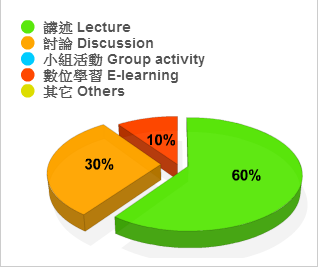 講述 Lecture
討論 Discussion
小組活動 Group activity
數位學習 E-learning
其它 Others
10%
30%
60%